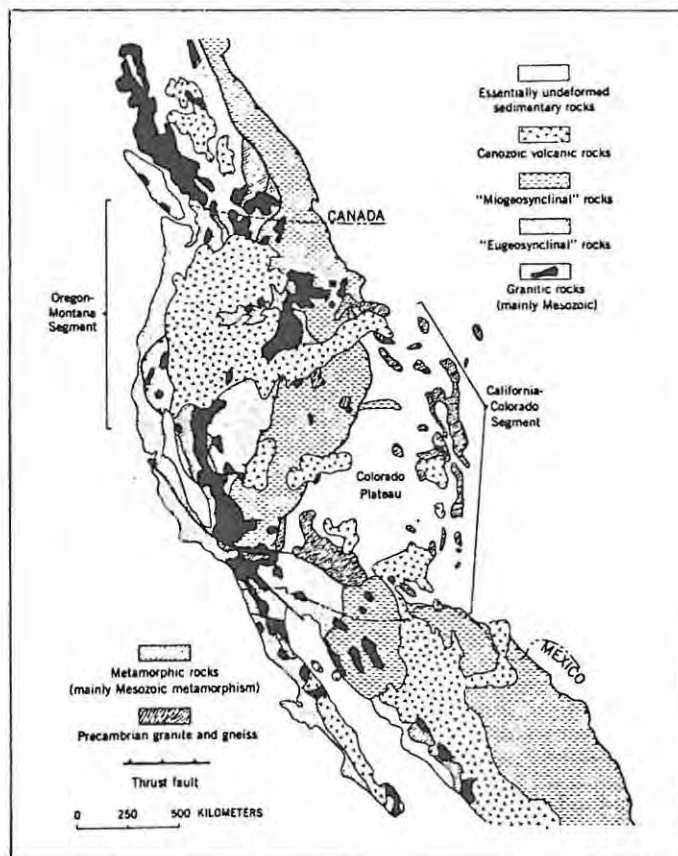 Essentially undeformed
sedimentary rocks
Canozoic volcanic rocks
"Miogeosynclinal" rocks
"Eugeosynclinal" rocks
Granitic rocks
(mainly Mesozoic)
CANADA
Oregon-
Montana
Segment
California-
Colorado
Segment
Colorado
Plateau
MEXICO
Metamorphic rocks
(mainly Mesozoic metamorphism)
Precambrian granite and gneiss
Thrust fault
0 250 500 KILOMETERS